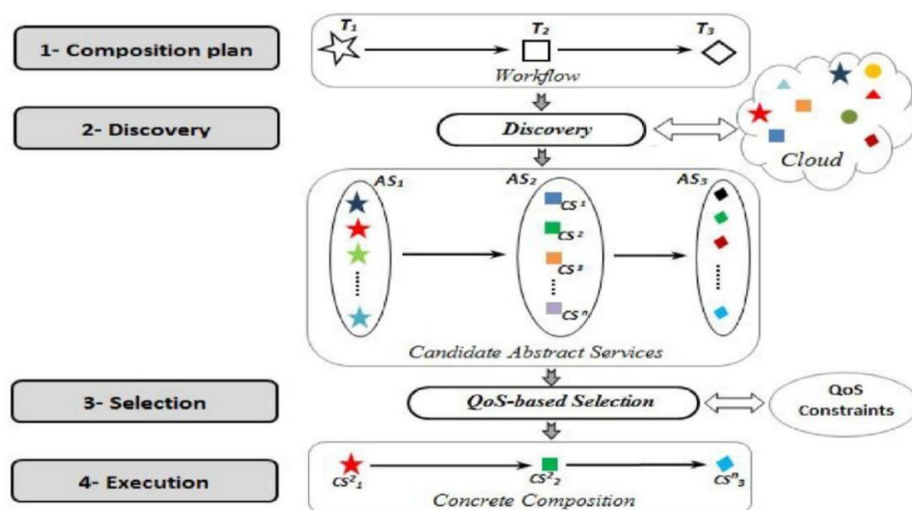 1- Composition plan
T₁
T₂
T₃
Workflow
2- Discovery
Discovery
Cloud
AS₁
AS₂
AS₃
CS¹
CS²
CS³
CSⁿ
Candidate Abstract Services
3- Selection
QoS-based Selection
QoS
Constraints
4- Execution
CS²₁
CS²₂
CSⁿ₃
Concrete Composition